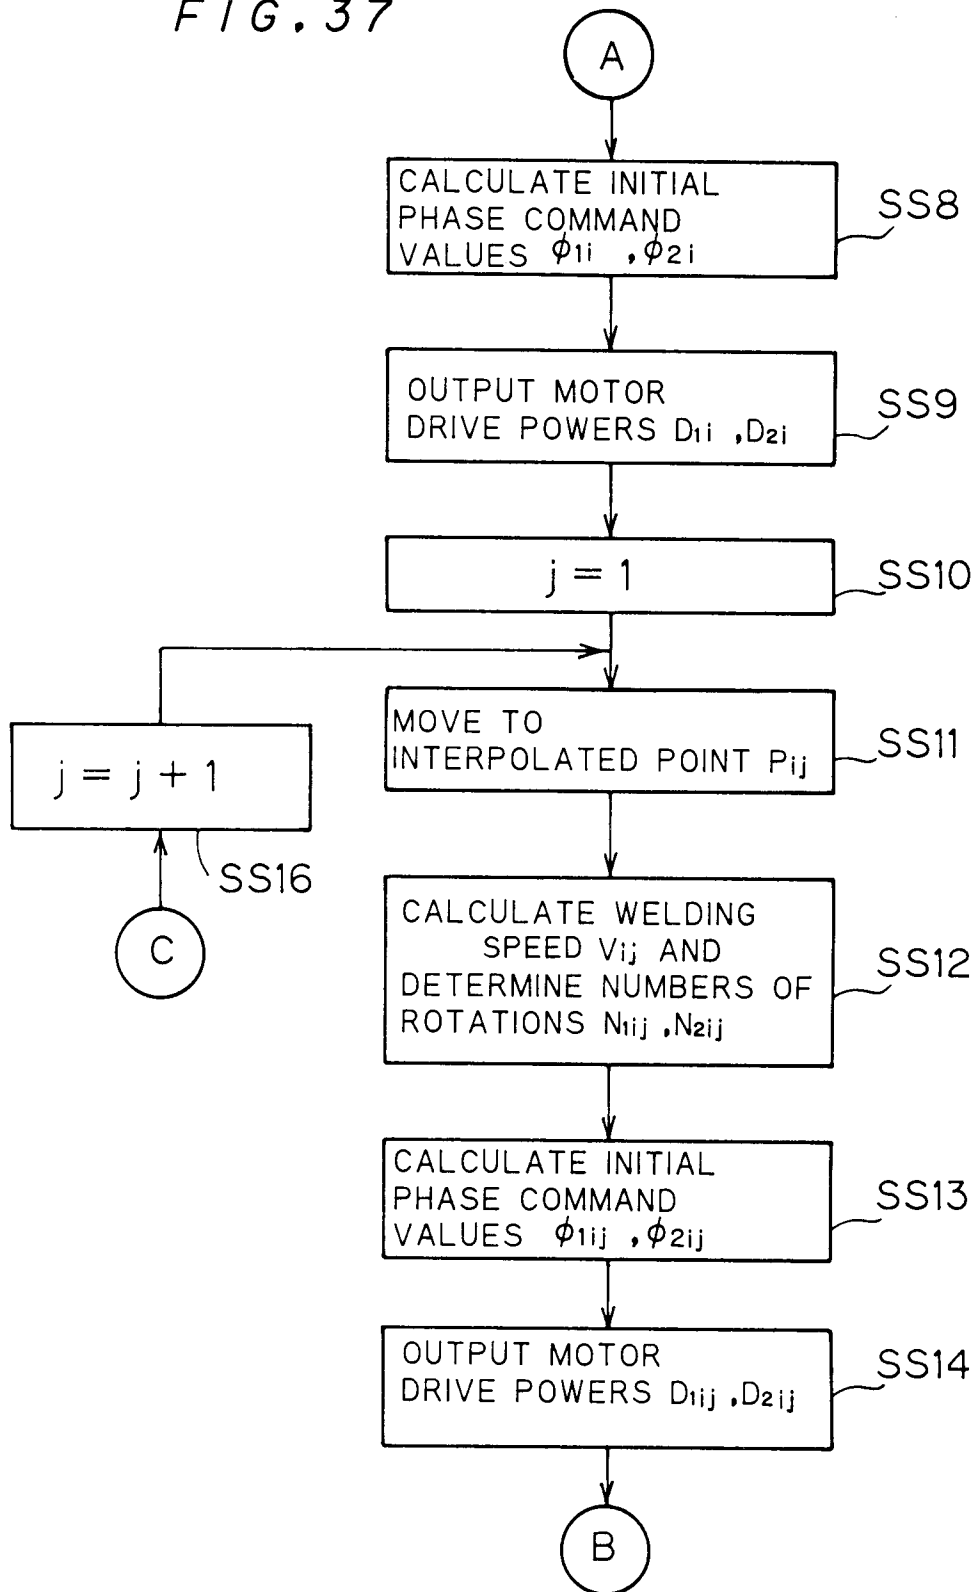 FIG.37
A
CALCULATE INITIAL
PHASE COMMAND
VALUES ϕ1i ,ϕ2i
SS8
OUTPUT MOTOR
DRIVE POWERS D1i ,D2i
SS9
j = 1
SS10
MOVE TO
INTERPOLATED POINT Pij
SS11
j = j + 1
SS16
C
CALCULATE WELDING
SPEED Vij AND
DETERMINE NUMBERS OF
ROTATIONS N1ij ,N2ij
SS12
CALCULATE INITIAL
PHASE COMMAND
VALUES ϕ1ij ,ϕ2ij
SS13
OUTPUT MOTOR
DRIVE POWERS D1ij ,D2ij
SS14
B